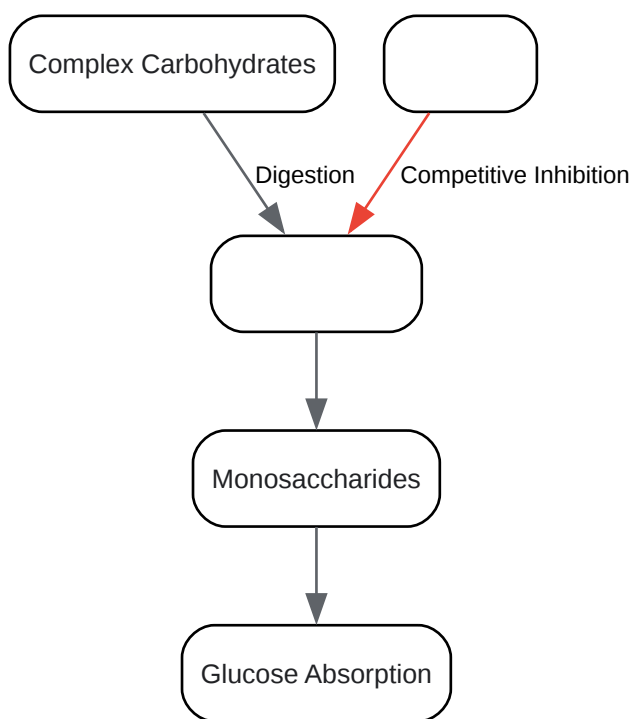 Complex Carbohydrates
Digestion
Competitive Inhibition
Monosaccharides
Glucose Absorption